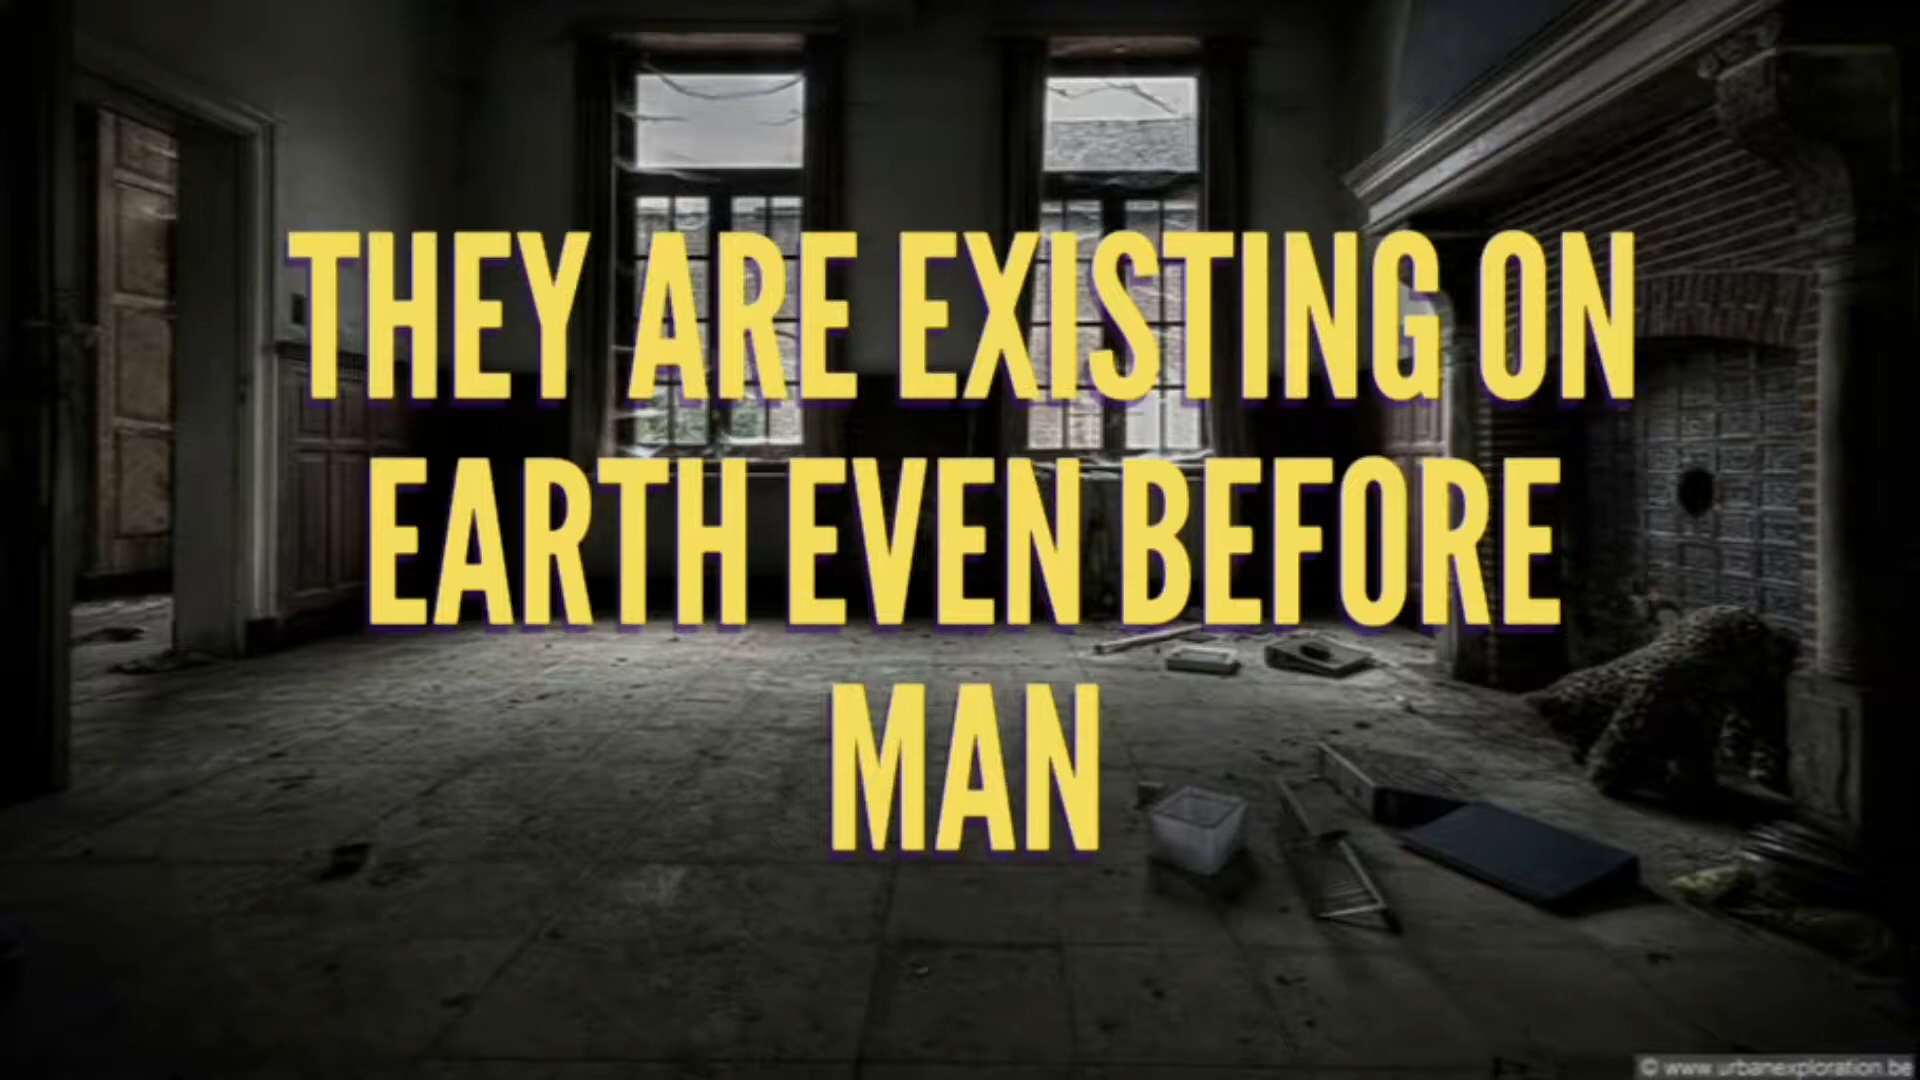 THEY ARE EXISTING ON
EARTH EVEN BEFORE
MAN
© www.urbanexploration.be